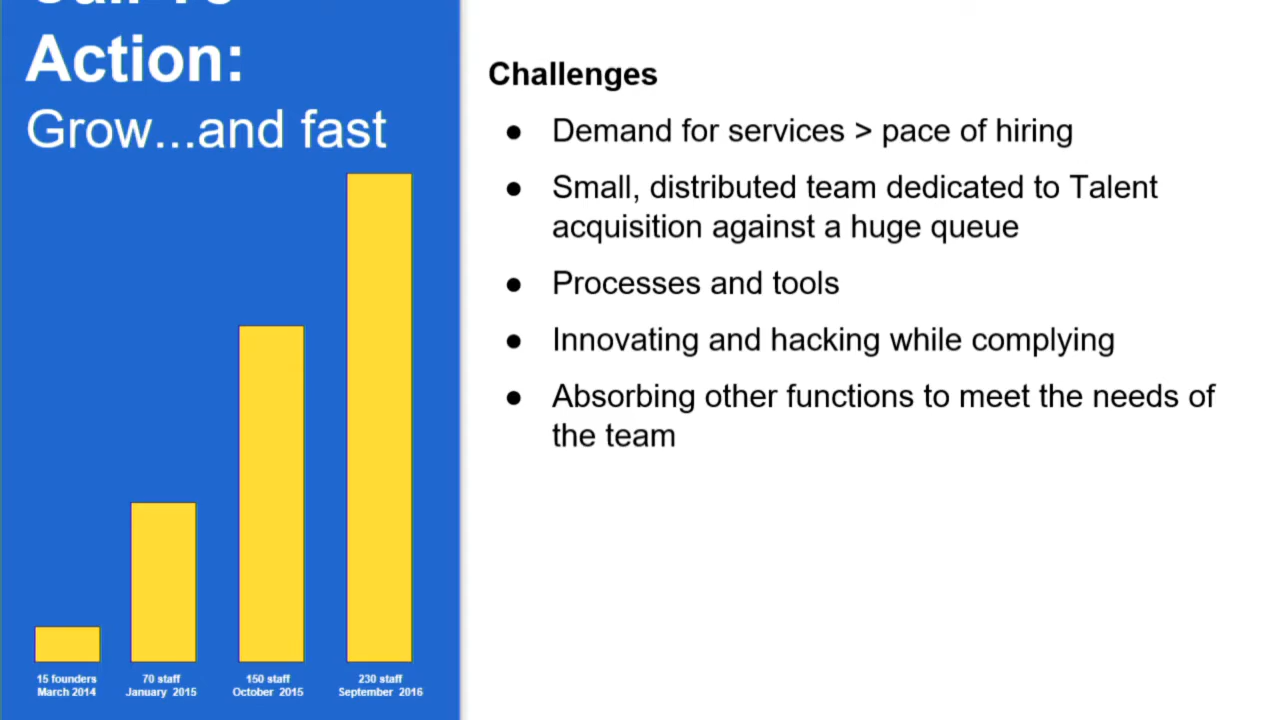 Action:
Grow...and fast
15 founders
March 2014
70 staff
January 2015
150 staff
October 2015
230 staff
September 2016
Challenges
● Demand for services > pace of hiring
● Small, distributed team dedicated to Talent
acquisition against a huge queue
● Processes and tools
● Innovating and hacking while complying
● Absorbing other functions to meet the needs of
the team